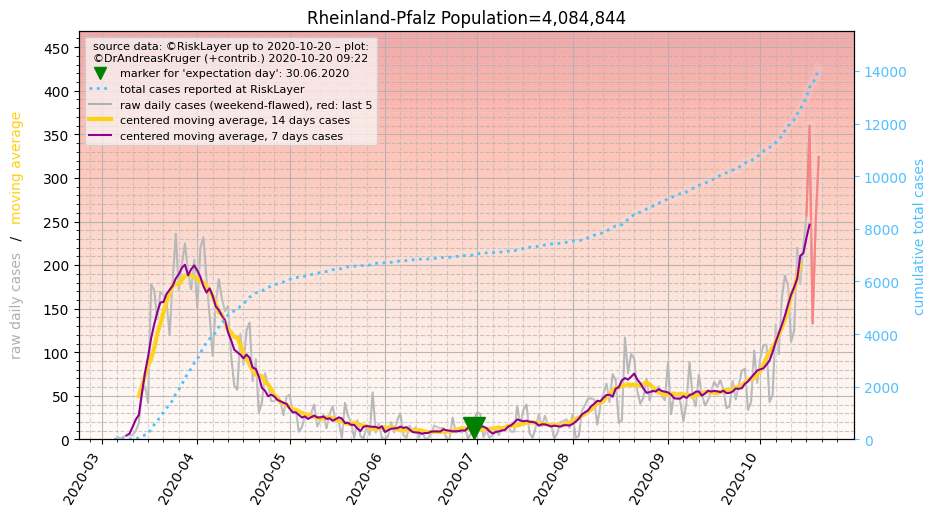 Rheinland-Pfalz Population=4,084,844
source data: ©RiskLayer up to 2020-10-20 – plot:
©DrAndreasKruger (+contrib.) 2020-10-20 09:22
marker for 'expectation day': 30.06.2020
total cases reported at RiskLayer
raw daily cases (weekend-flawed), red: last 5
centered moving average, 14 days cases
centered moving average, 7 days cases
raw daily cases / moving average
450
400
350
300
250
200
150
100
50
0
cumulative total cases
14000
12000
10000
8000
6000
4000
2000
0
2020-03
2020-04
2020-05
2020-06
2020-07
2020-08
2020-09
2020-10